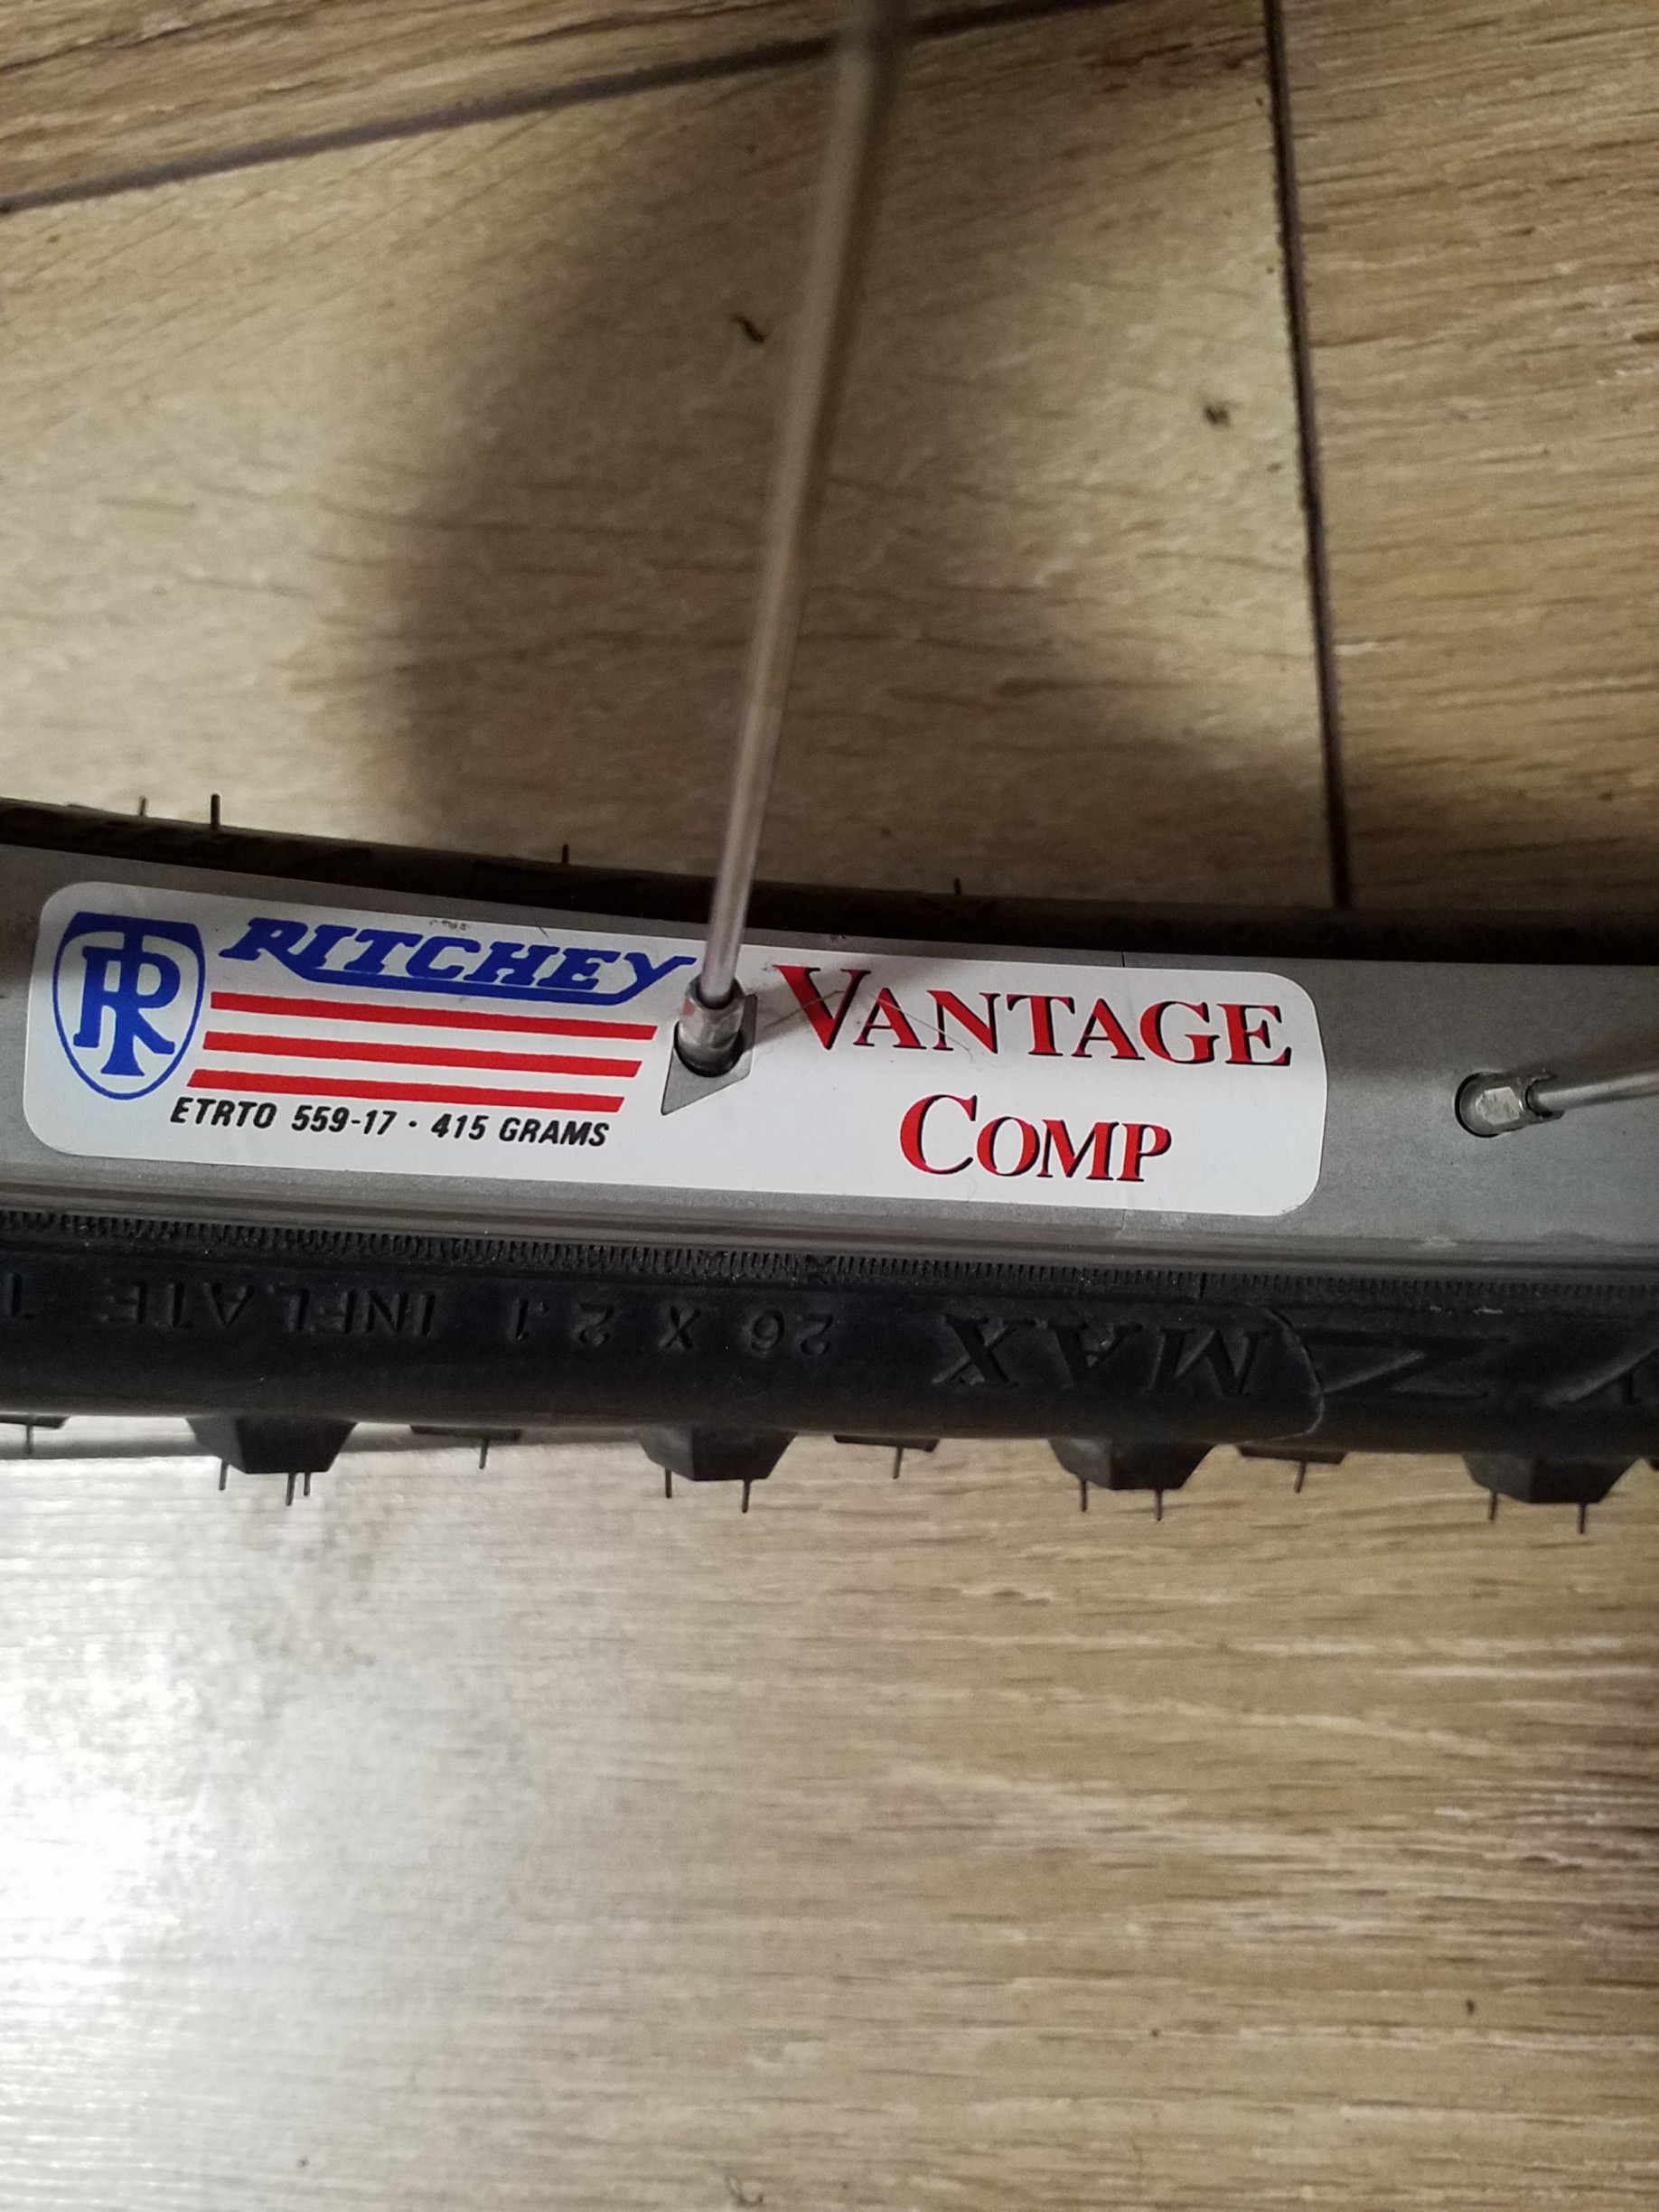 RITCHEY
ETRTO 559-17 · 415 GRAMS
VANTAGE
COMP
Z MAX 26 X 2.1 INFLATE